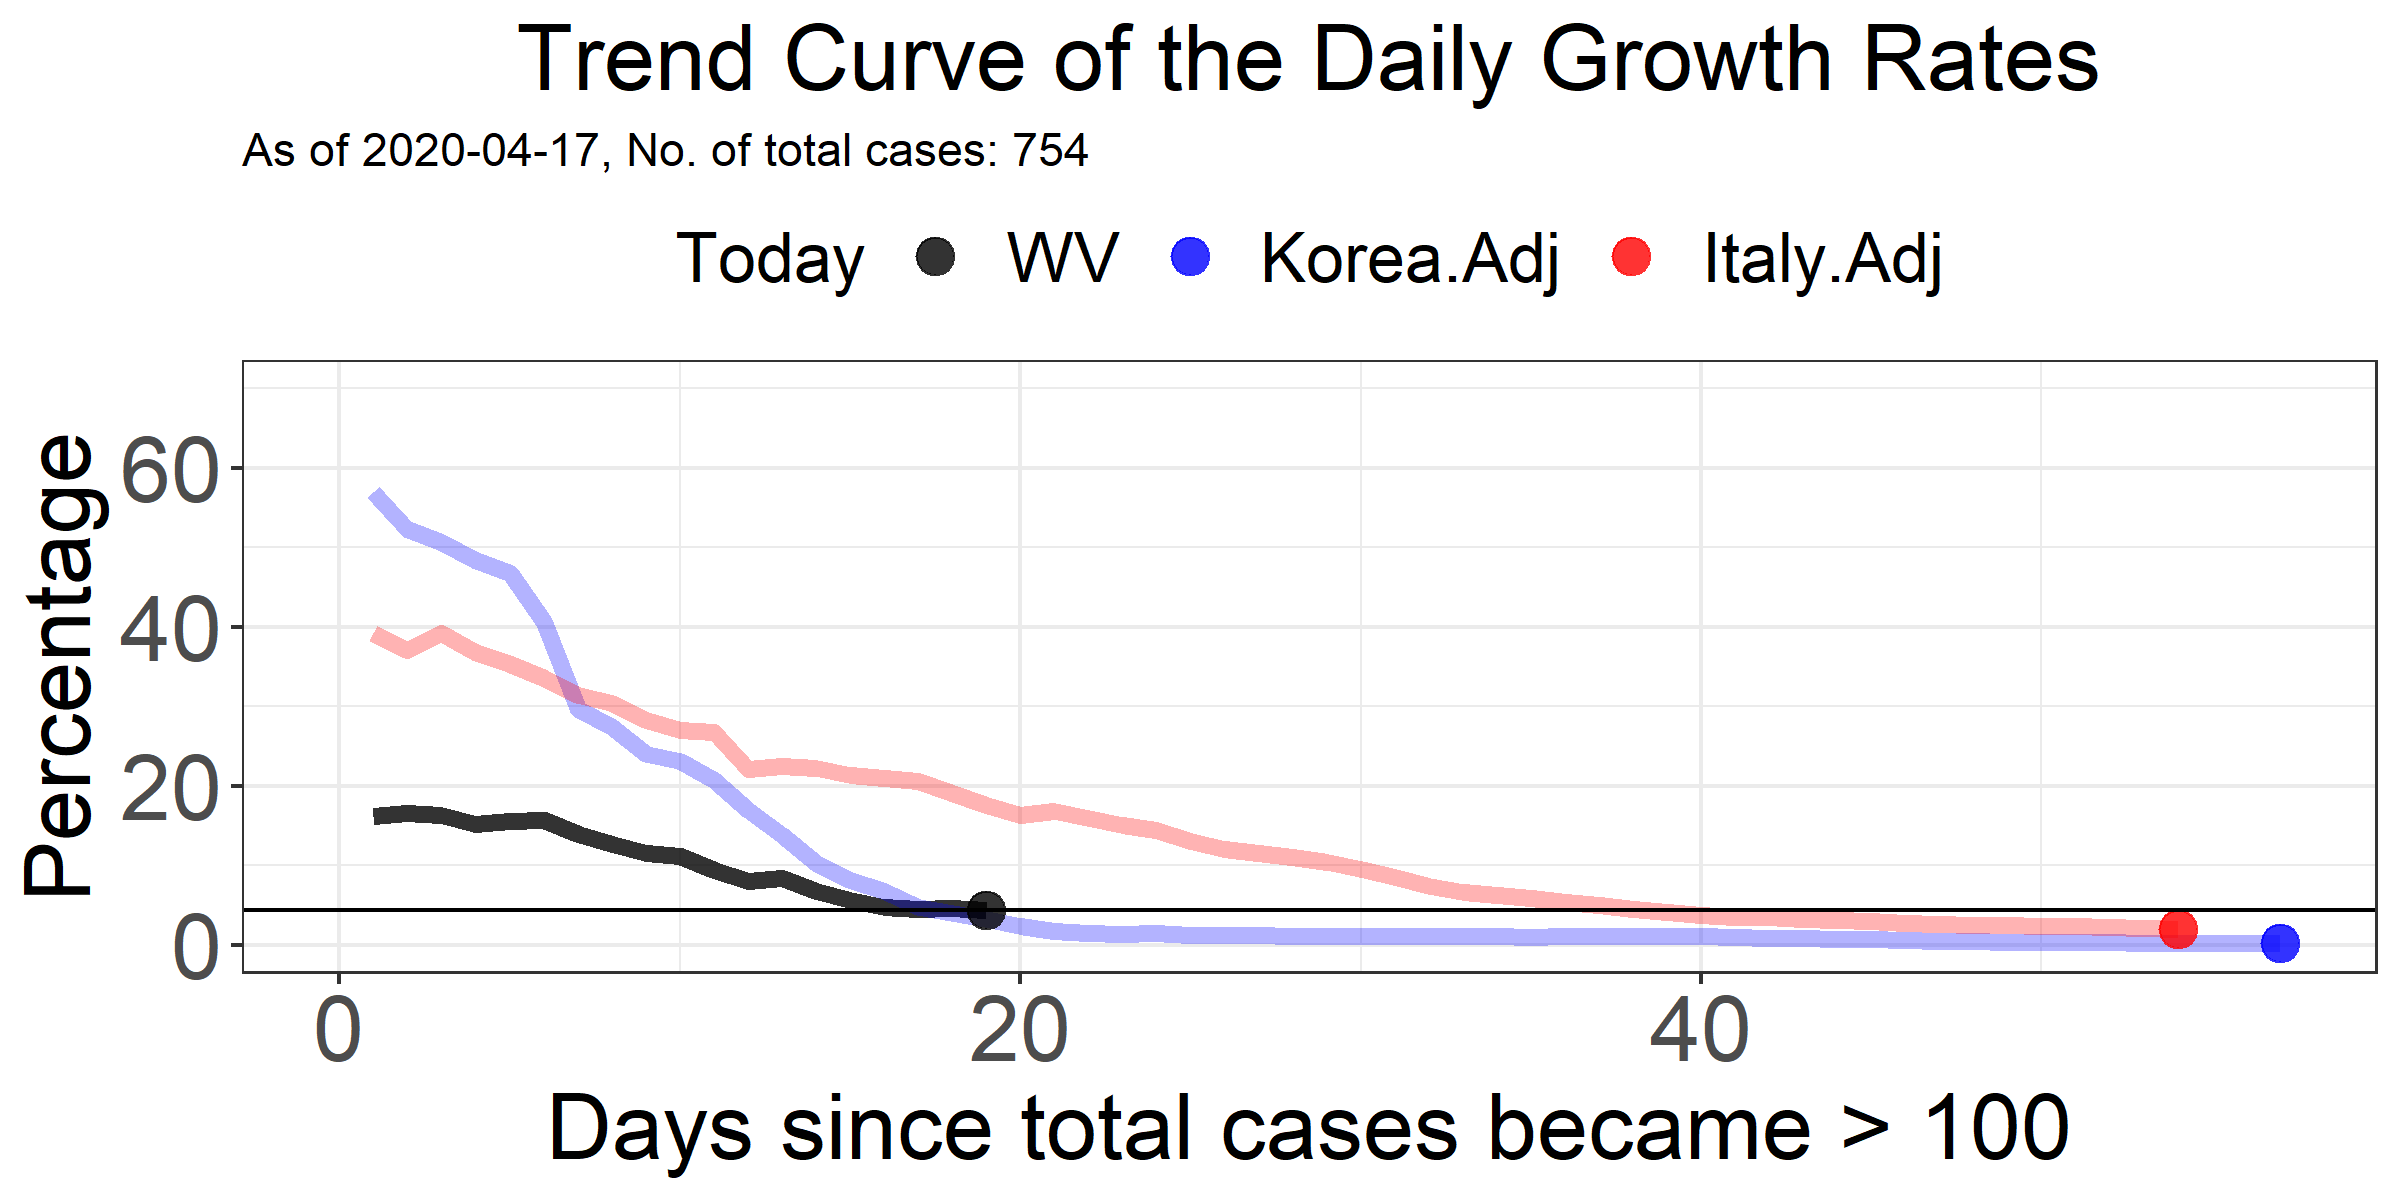 Trend Curve of the Daily Growth Rates
As of 2020-04-17, No. of total cases: 754
Today WV Korea.Adj Italy.Adj
Percentage
60
40
20
0
0 20 40
Days since total cases became > 100